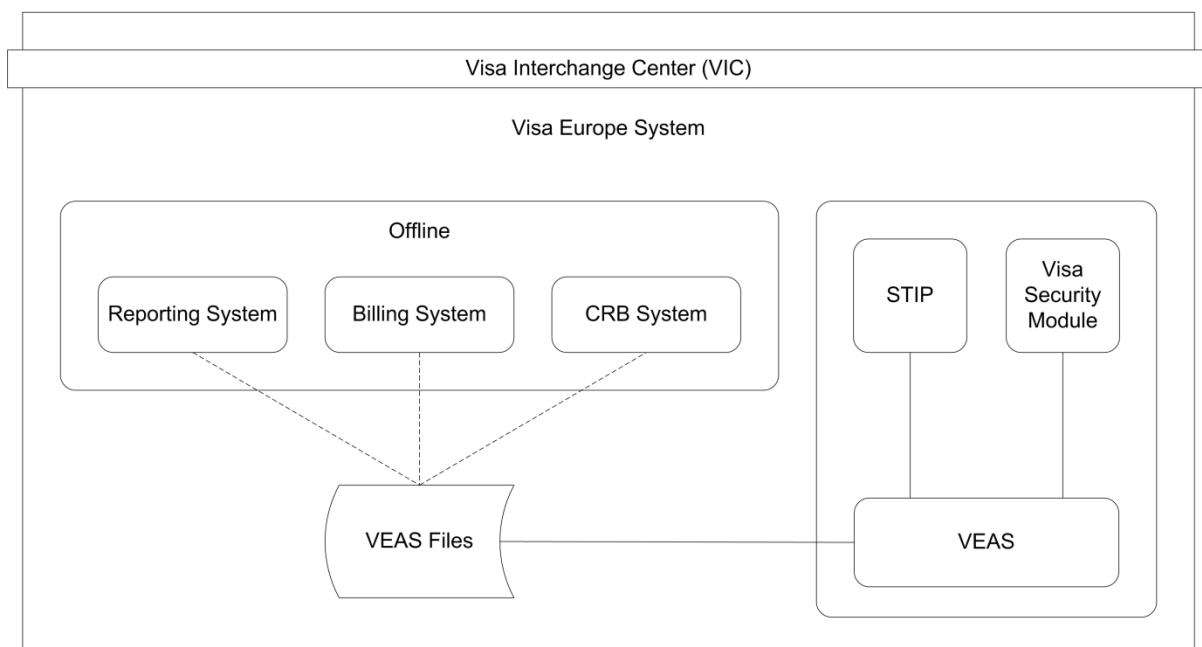 Visa Interchange Center (VIC)
Visa Europe System
Offline
Reporting System
Billing System
CRB System
STIP
Visa
Security
Module
VEAS Files
VEAS